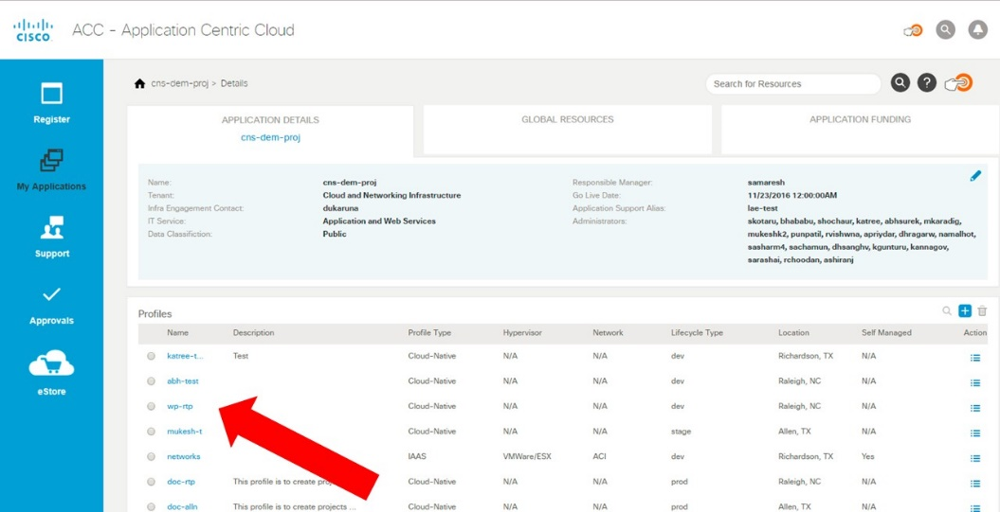 CISCO
ACC - Application Centric Cloud
Register
My Applications
Support
Approvals
eStore
cns-dem-proj > Details
Search for Resources
?
APPLICATION DETAILS
cns-dem-proj
GLOBAL RESOURCES
APPLICATION FUNDING
Name: cns-dem-proj
Tenant: Cloud and Networking Infrastructure
Infra Engagement Contact: dukaruna
IT Service: Application and Web Services
Data Classifiction: Public
Responsible Manager: samaresh
Go Live Date: 11/23/2016 12:00:00AM
Application Support Alias: lae-test
Administrators: skotaru, bhababu, shochaur, katree, abhsurek, mkaradig,
mukeshk2, punpatil, rvishwna, apriydar, dhragarw, namalhot,
sasharm4, sachamun, dhsanghv, kgunturu, kannagov,
sarashai, rchoodan, ashiranj
Profiles
Name Description Profile Type Hypervisor Network Lifecycle Type Location Self Managed Action
katree-t... Test Cloud-Native N/A N/A dev Richardson, TX N/A
abh-test Cloud-Native N/A N/A dev Raleigh, NC N/A
wp-rtp Cloud-Native N/A N/A dev Raleigh, NC N/A
mukesh-t Cloud-Native N/A N/A stage Allen, TX N/A
networks IAAS VMWare/ESX ACI dev Richardson, TX Yes
doc-rtp This profile is to create Cloud-Native N/A N/A prod Raleigh, NC N/A
doc-alln This profile is to create projects ... Cloud-Native N/A N/A prod Allen, TX N/A